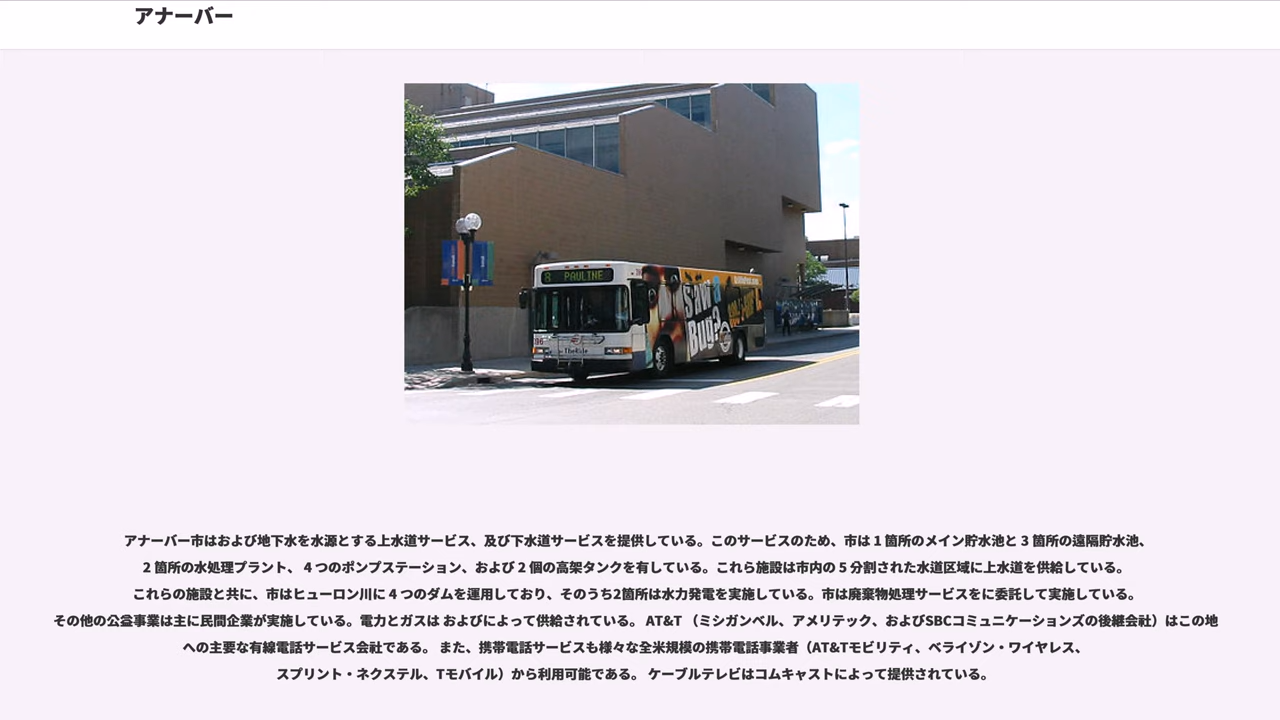 アナーバー
8 PAULINE
Saw a
Bug?
TheRide
アナーバー市はおよび地下水を水源とする上水道サービス、及び下水道サービスを提供している。このサービスのため、市は 1 箇所のメイン貯水池と 3 箇所の遠隔貯水池、
2 箇所の水処理プラント、 4 つのポンプステーション、および 2 個の高架タンクを有している。これら施設は市内の 5 分割された水道区域に上水道を供給している。
これらの施設と共に、市はヒューロン川に 4 つのダムを運用しており、そのうち2箇所は水力発電を実施している。市は廃棄物処理サービスをに委託して実施している。
その他の公益事業は主に民間企業が実施している。電力とガスは およびによって供給されている。 AT&T （ミシガンベル、アメリテック、およびSBCコミュニケーションズの後継会社）はこの地
への主要な有線電話サービス会社である。 また、携帯電話サービスも様々な全米規模の携帯電話事業者（AT&Tモビリティ、ベライゾン・ワイヤレス、
スプリント・ネクステル、Tモバイル）から利用可能である。 ケーブルテレビはコムキャストによって提供されている。